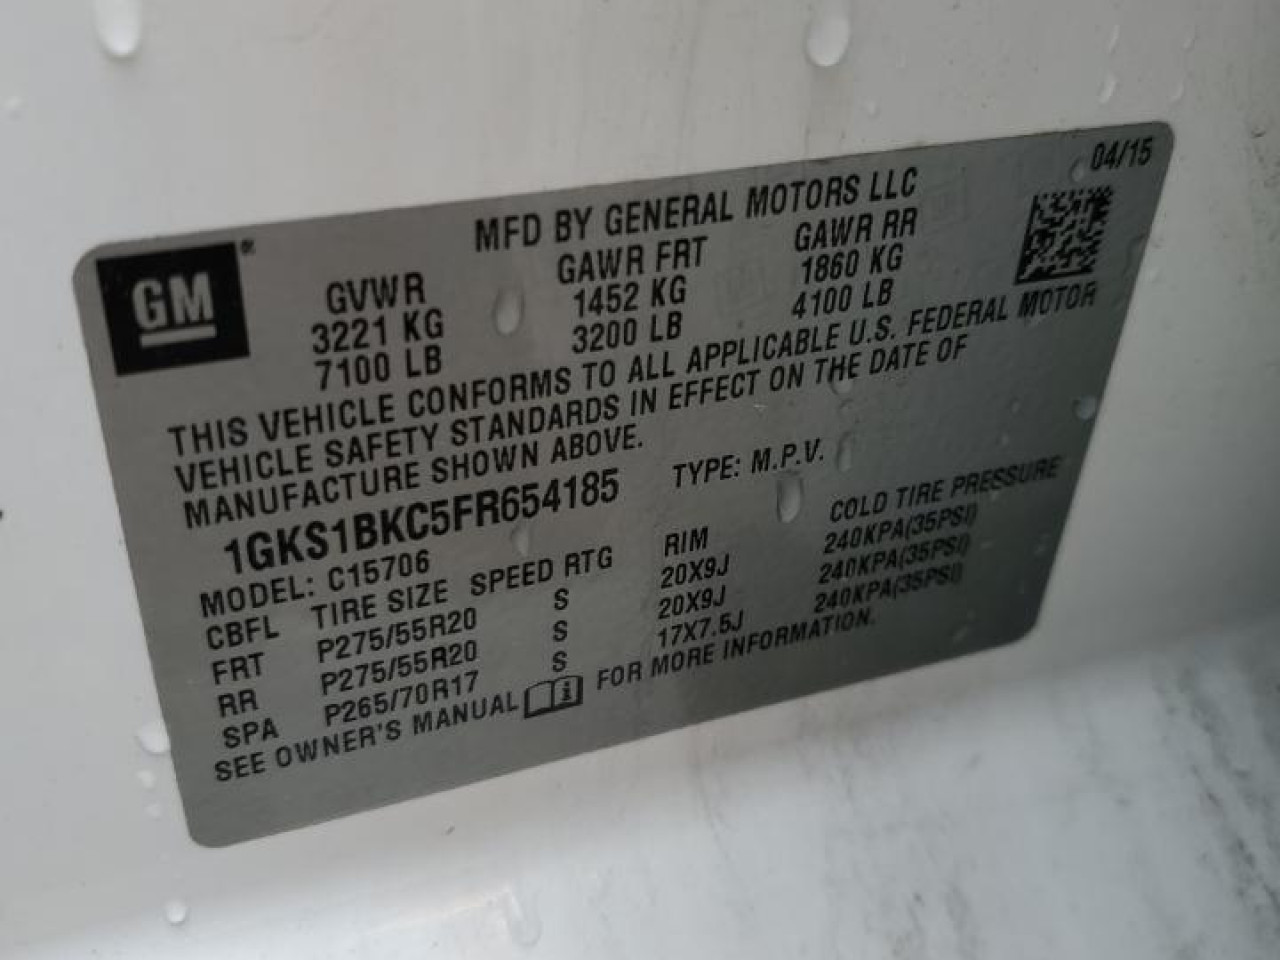 04/15
MFD BY GENERAL MOTORS LLC
GM®
GVWR GAWR FRT GAWR RR
3221 KG 1452 KG 1860 KG
7100 LB 3200 LB 4100 LB
THIS VEHICLE CONFORMS TO ALL APPLICABLE U.S. FEDERAL MOTOR
VEHICLE SAFETY STANDARDS IN EFFECT ON THE DATE OF
MANUFACTURE SHOWN ABOVE.
1GKS1BKC5FR654185 TYPE: M.P.V.
MODEL: C15706
CBFL TIRE SIZE SPEED RTG RIM COLD TIRE PRESSURE
FRT P275/55R20 S 20X9J 240KPA(35PSI)
RR P275/55R20 S 20X9J 240KPA(35PSI)
SPA P265/70R17 S 17X7.5J 240KPA(35PSI)
SEE OWNER'S MANUAL FOR MORE INFORMATION.